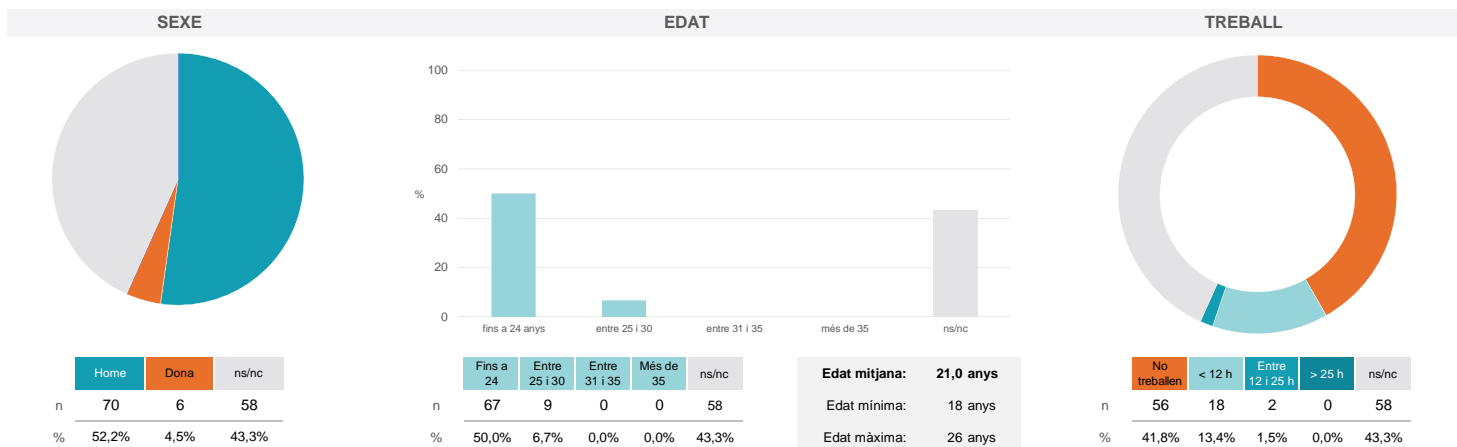 SEXE EDAT TREBALL
100
80
60
%
40
20
0
fins a 24 anys entre 25 i 30 entre 31 i 35 més de 35 ns/nc
Home Dona ns/nc
n 70 6 58
% 52,2% 4,5% 43,3%
Fins a 24 Entre 25 i 30 Entre 31 i 35 Més de 35 ns/nc
n 67 9 0 0 58
% 50,0% 6,7% 0,0% 0,0% 43,3%
Edat mitjana: 21,0 anys
Edat mínima: 18 anys
Edat màxima: 26 anys
No treballen < 12 h Entre 12 i 25 h > 25 h ns/nc
n 56 18 2 0 58
% 41,8% 13,4% 1,5% 0,0% 43,3%